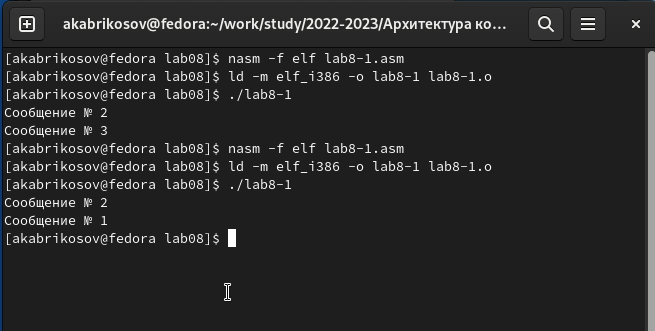 akabrikosov@fedora:~/work/study/2022-2023/Архитектура ко...
[akabrikosov@fedora lab08]$ nasm -f elf lab8-1.asm
[akabrikosov@fedora lab08]$ ld -m elf_i386 -o lab8-1 lab8-1.o
[akabrikosov@fedora lab08]$ ./lab8-1
Сообщение № 2
Сообщение № 3
[akabrikosov@fedora lab08]$ nasm -f elf lab8-1.asm
[akabrikosov@fedora lab08]$ ld -m elf_i386 -o lab8-1 lab8-1.o
[akabrikosov@fedora lab08]$ ./lab8-1
Сообщение № 2
Сообщение № 1
[akabrikosov@fedora lab08]$